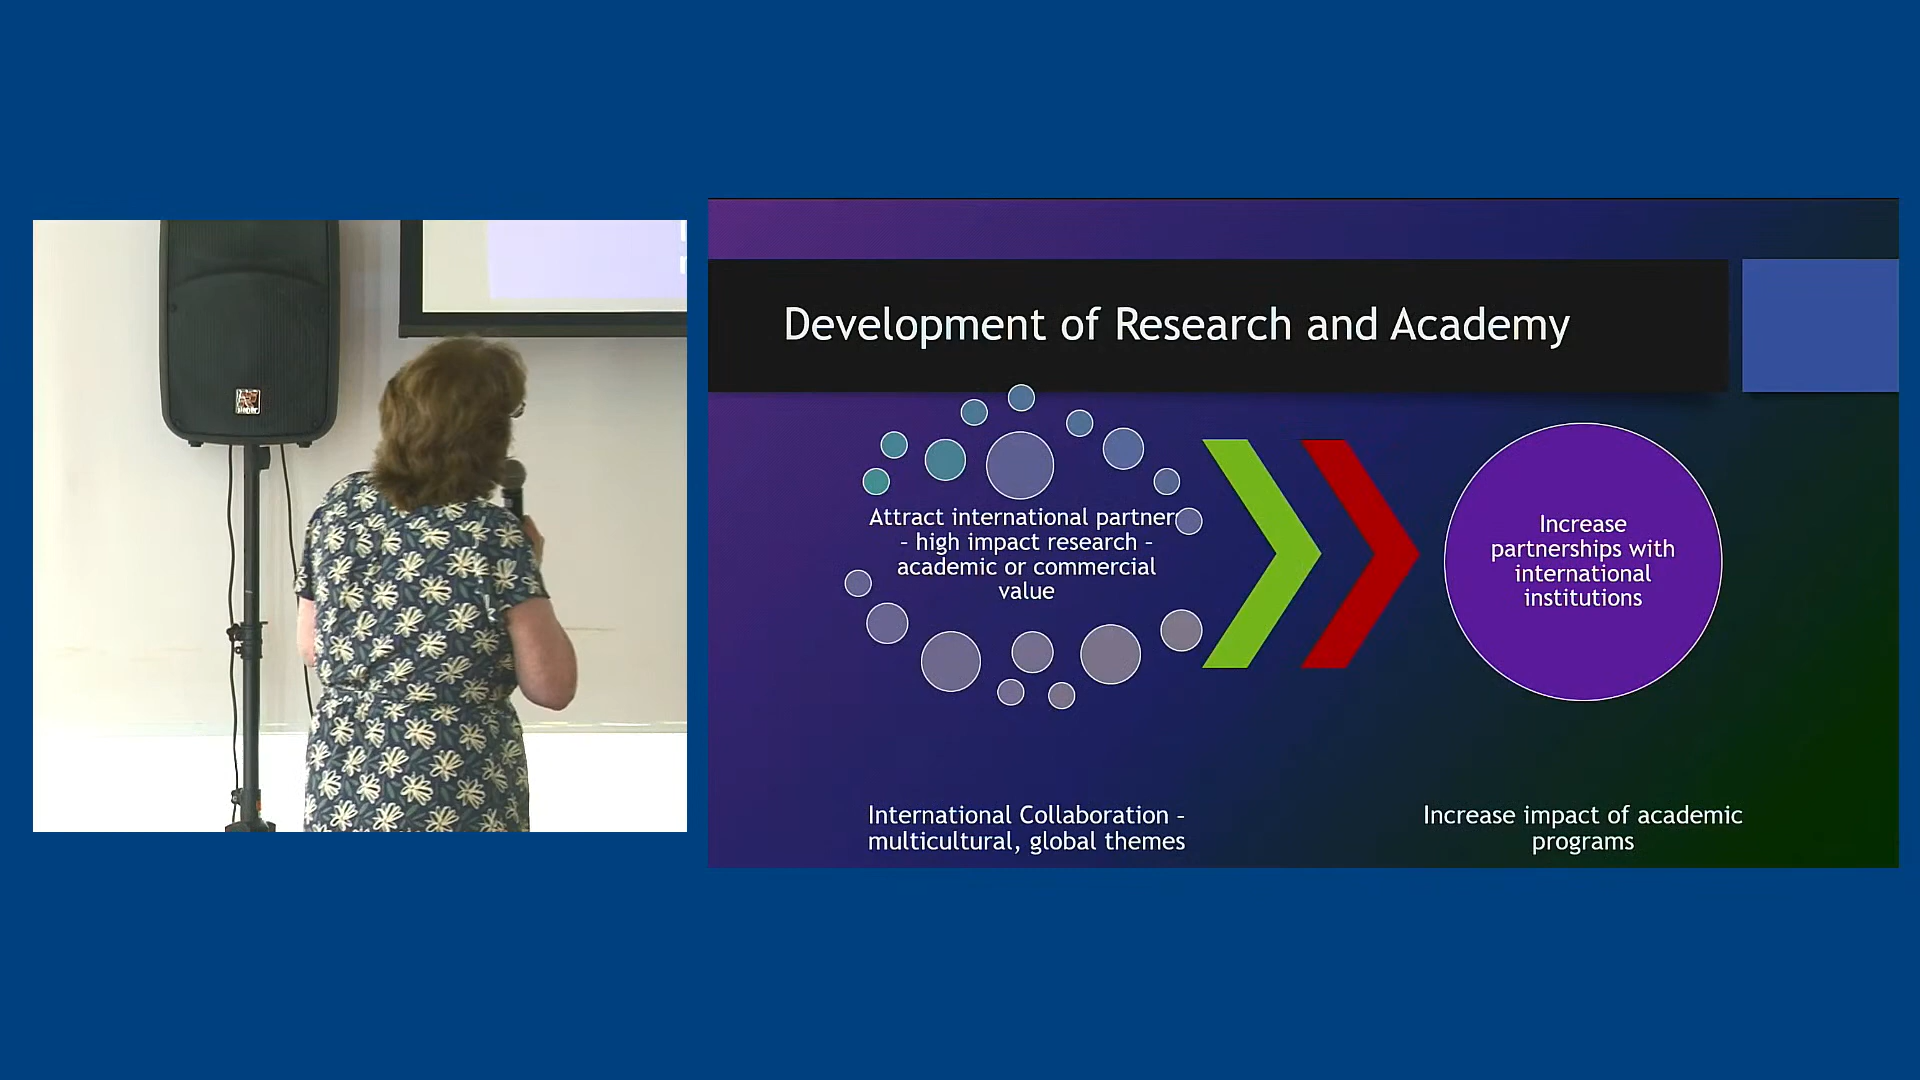 Development of Research and Academy
Attract international partner
– high impact research –
academic or commercial
value
Increase
partnerships with
international
institutions
International Collaboration –
multicultural, global themes
Increase impact of academic
programs